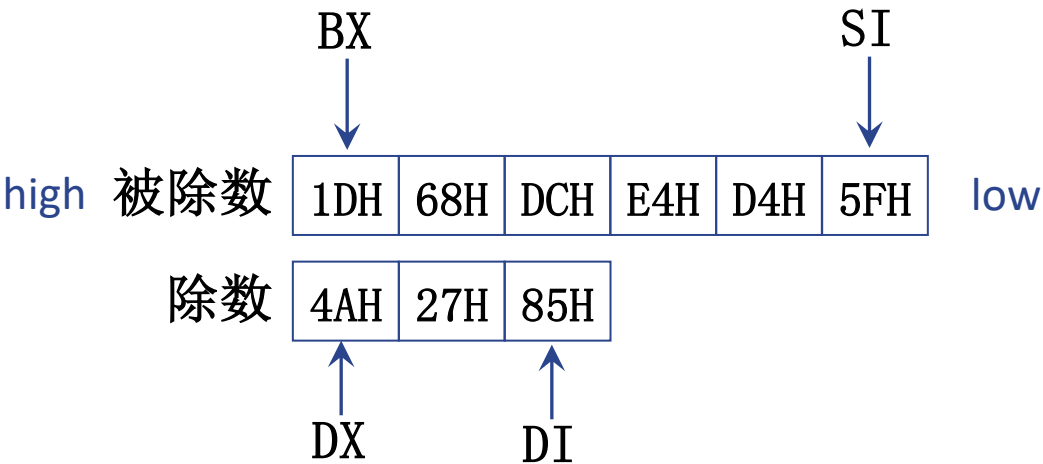 BX SI
high 被除数 1DH 68H DCH E4H D4H 5FH low
除数 4AH 27H 85H
DX DI